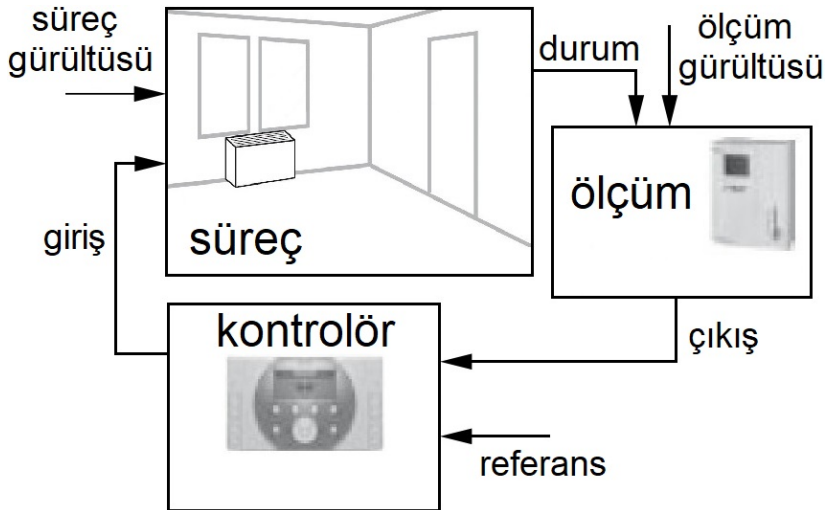 süreç
gürültüsü
durum
ölçüm
gürültüsü
ölçüm
giriş
süreç
kontrolör
çıkış
referans